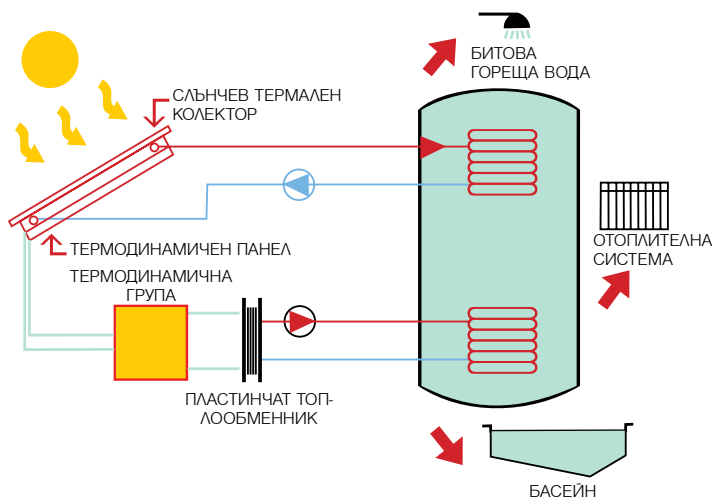 БИТОВА
ГОРЕЩА ВОДА
СЛЪНЧЕВ ТЕРМАЛЕН
КОЛЕКТОР
ОТОПЛИТЕЛНА
СИСТЕМА
ТЕРМОДИНАМИЧЕН ПАНЕЛ
ТЕРМОДИНАМИЧНА
ГРУПА
ПЛАСТИНЧАТ ТОП-
ЛООБМЕННИК
БАСЕЙН